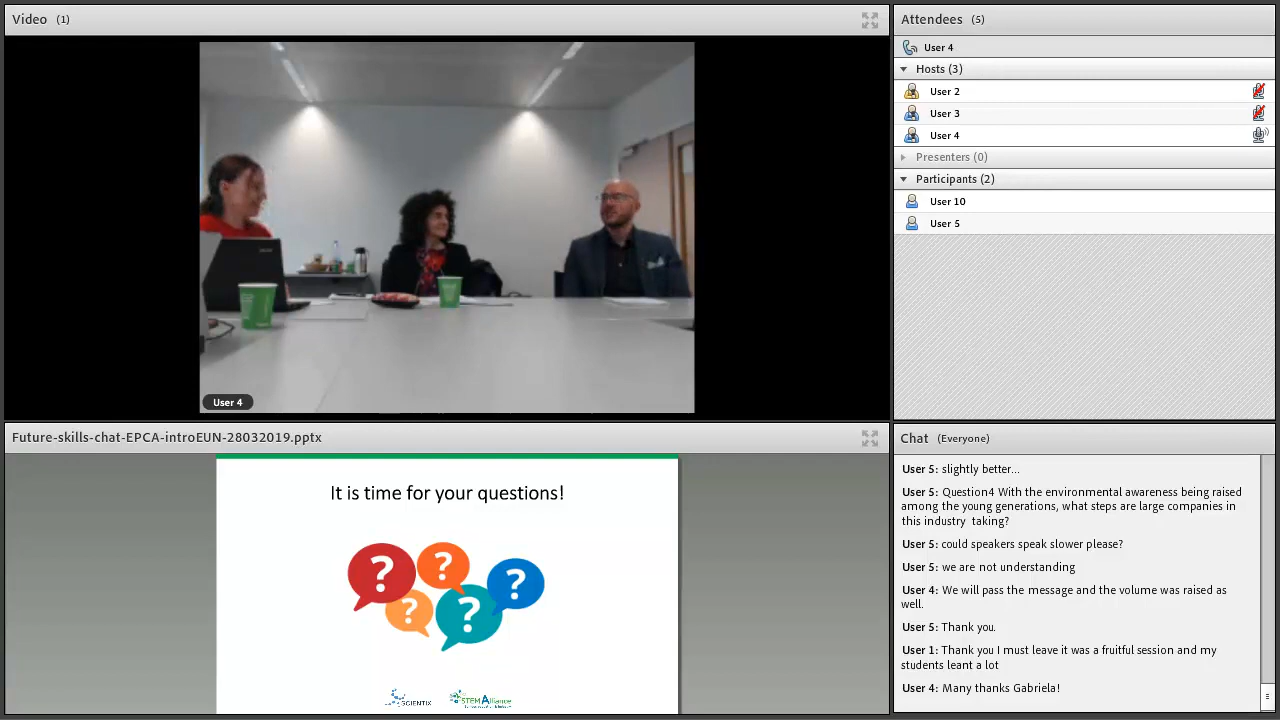 Video (1)
User 4
Attendees (5)
User 4
Hosts (3)
User 2
User 3
User 4
Presenters (0)
Participants (2)
User 10
User 5
Future-skills-chat-EPCA-introEUN-28032019.pptx
It is time for your questions!
? ? ? ? ?
SCIENTIX
STEM Alliance
Chat (Everyone)
User 5: slightly better...
User 5: Question4 With the environmental awareness being raised
among the young generations, what steps are large companies in
this industry taking?
User 5: could speakers speak slower please?
User 5: we are not understanding
User 4: We will pass the message and the volume was raised as
well.
User 5: Thank you.
User 1: Thank you I must leave it was a fruitful session and my
students leant a lot
User 4: Many thanks Gabriela!